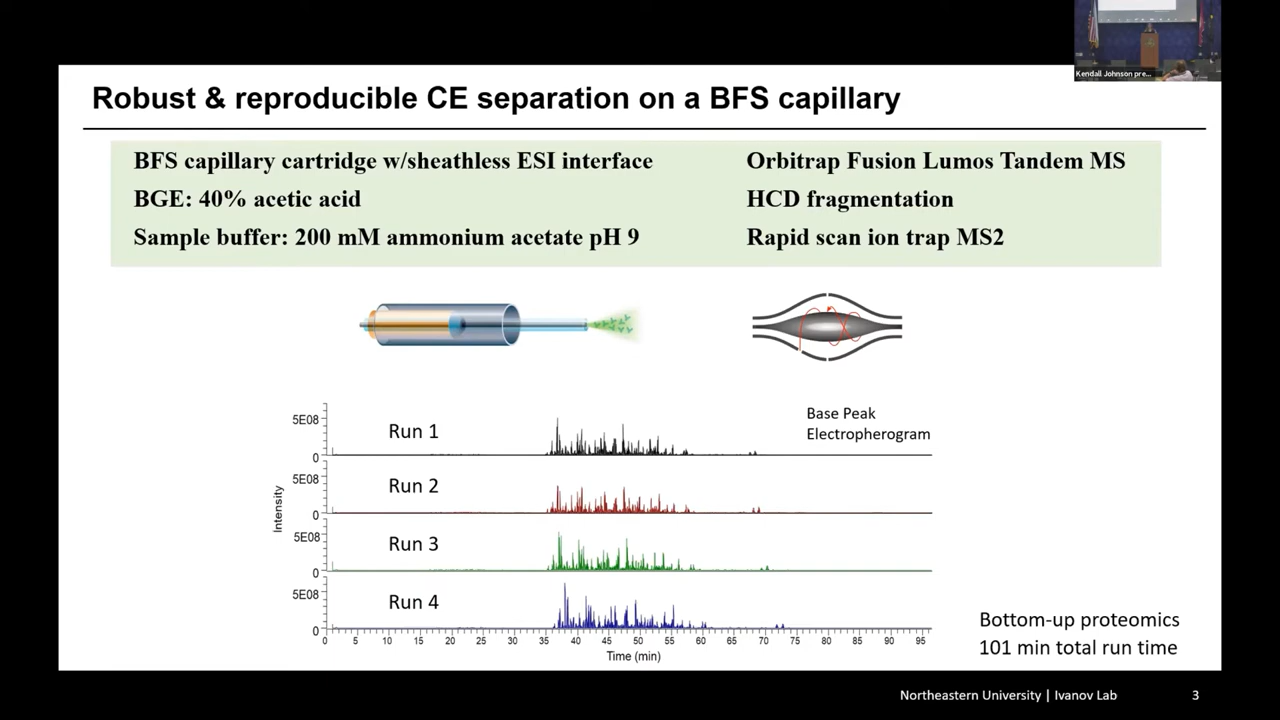 Kendall Johnson pre...
Robust & reproducible CE separation on a BFS capillary
BFS capillary cartridge w/sheathless ESI interface
BGE: 40% acetic acid
Sample buffer: 200 mM ammonium acetate pH 9
Orbitrap Fusion Lumos Tandem MS
HCD fragmentation
Rapid scan ion trap MS2
Base Peak
Electropherogram
Intensity
5E08
0
Run 1
5E08
0
Run 2
5E08
0
Run 3
5E08
0
Run 4
0 5 10 15 20 25 30 35 40 45 50 55 60 65 70 75 80 85 90 95
Time (min)
Bottom-up proteomics
101 min total run time
Northeastern University | Ivanov Lab 3